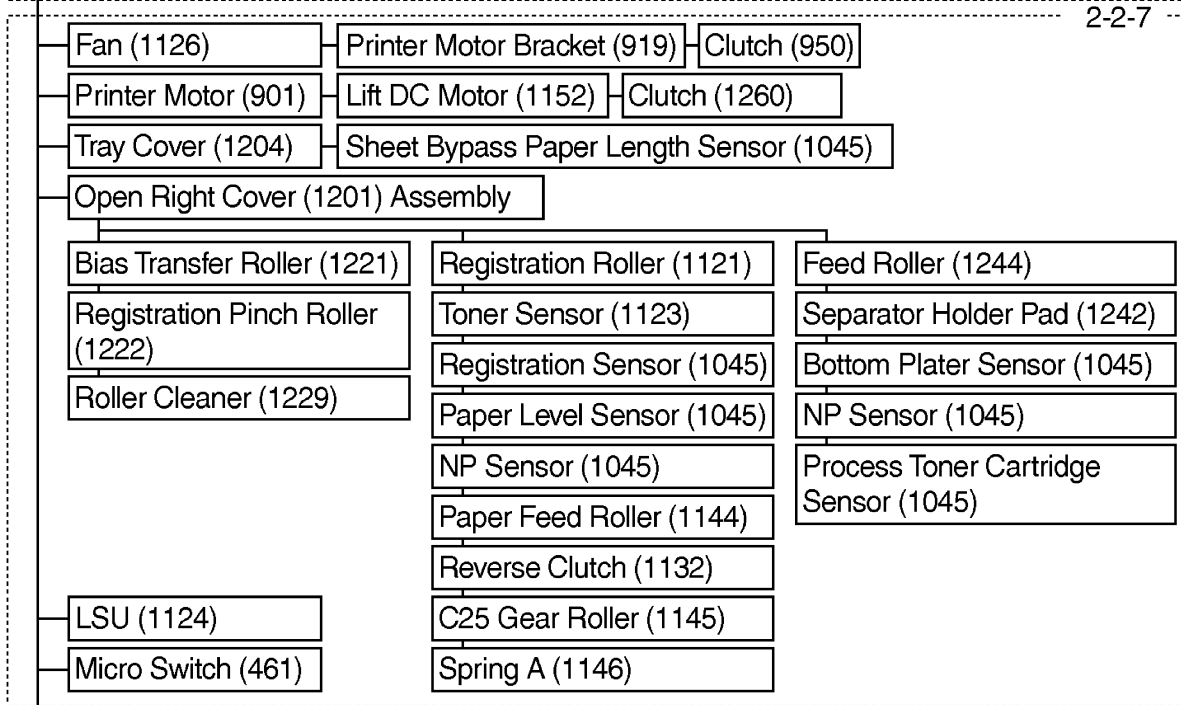 2-2-7
Fan (1126)
Printer Motor Bracket (919)
Clutch (950)
Printer Motor (901)
Lift DC Motor (1152)
Clutch (1260)
Tray Cover (1204)
Sheet Bypass Paper Length Sensor (1045)
Open Right Cover (1201) Assembly
Bias Transfer Roller (1221)
Registration Pinch Roller
(1222)
Roller Cleaner (1229)
Registration Roller (1121)
Toner Sensor (1123)
Registration Sensor (1045)
Paper Level Sensor (1045)
NP Sensor (1045)
Paper Feed Roller (1144)
Reverse Clutch (1132)
C25 Gear Roller (1145)
Spring A (1146)
Feed Roller (1244)
Separator Holder Pad (1242)
Bottom Plater Sensor (1045)
NP Sensor (1045)
Process Toner Cartridge
Sensor (1045)
LSU (1124)
Micro Switch (461)